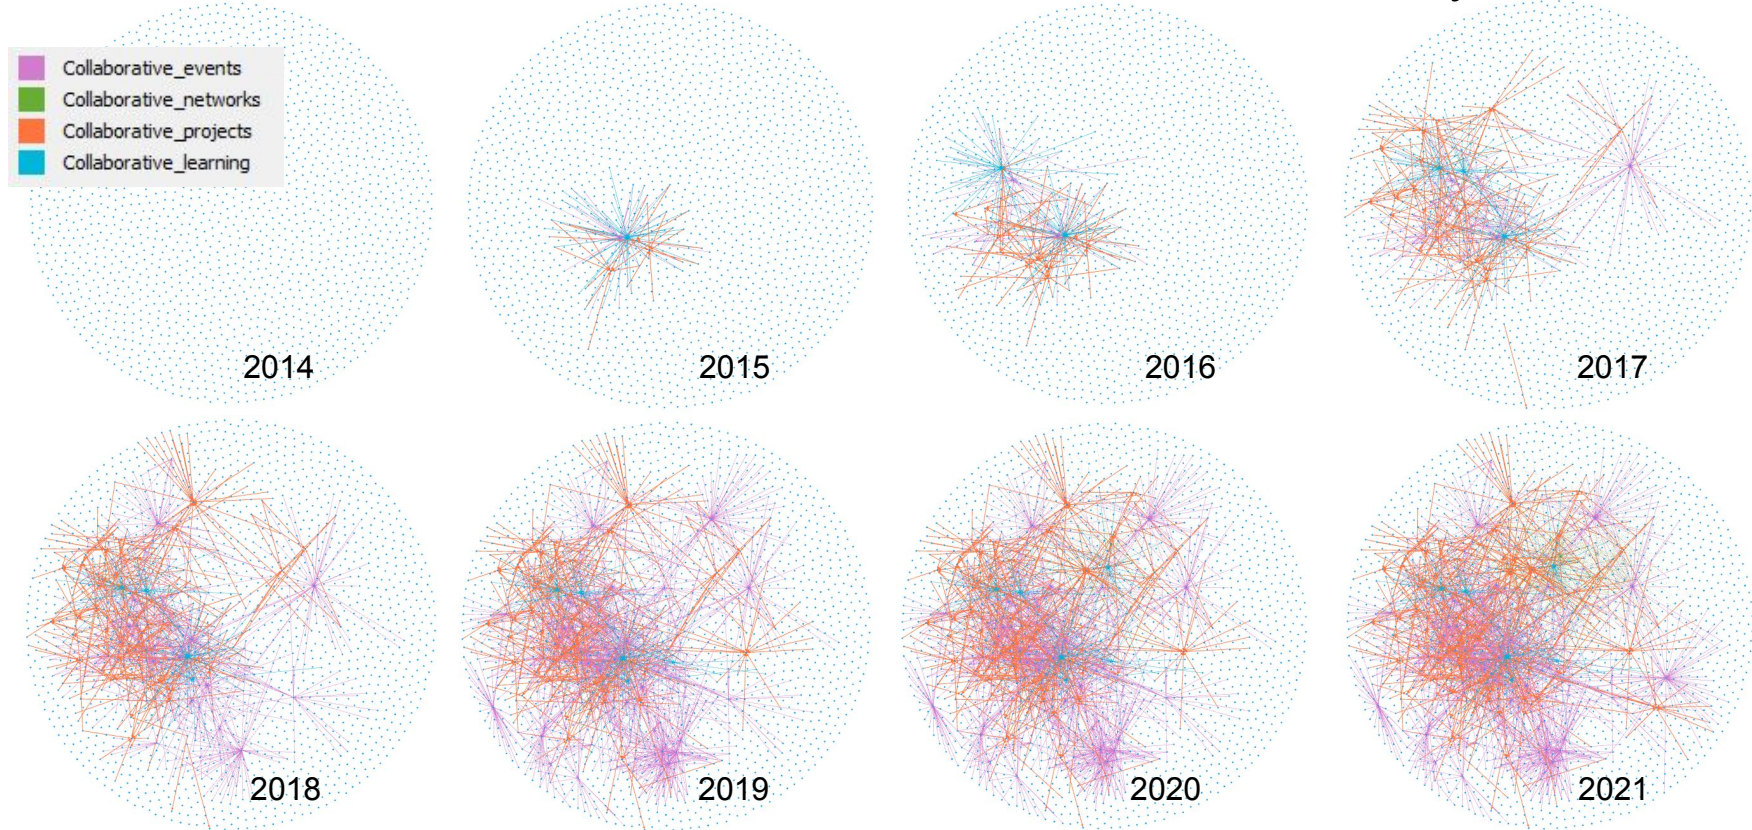 Collaborative_events
Collaborative_networks
Collaborative_projects
Collaborative_learning
2014
2015
2016
2017
2018
2019
2020
2021